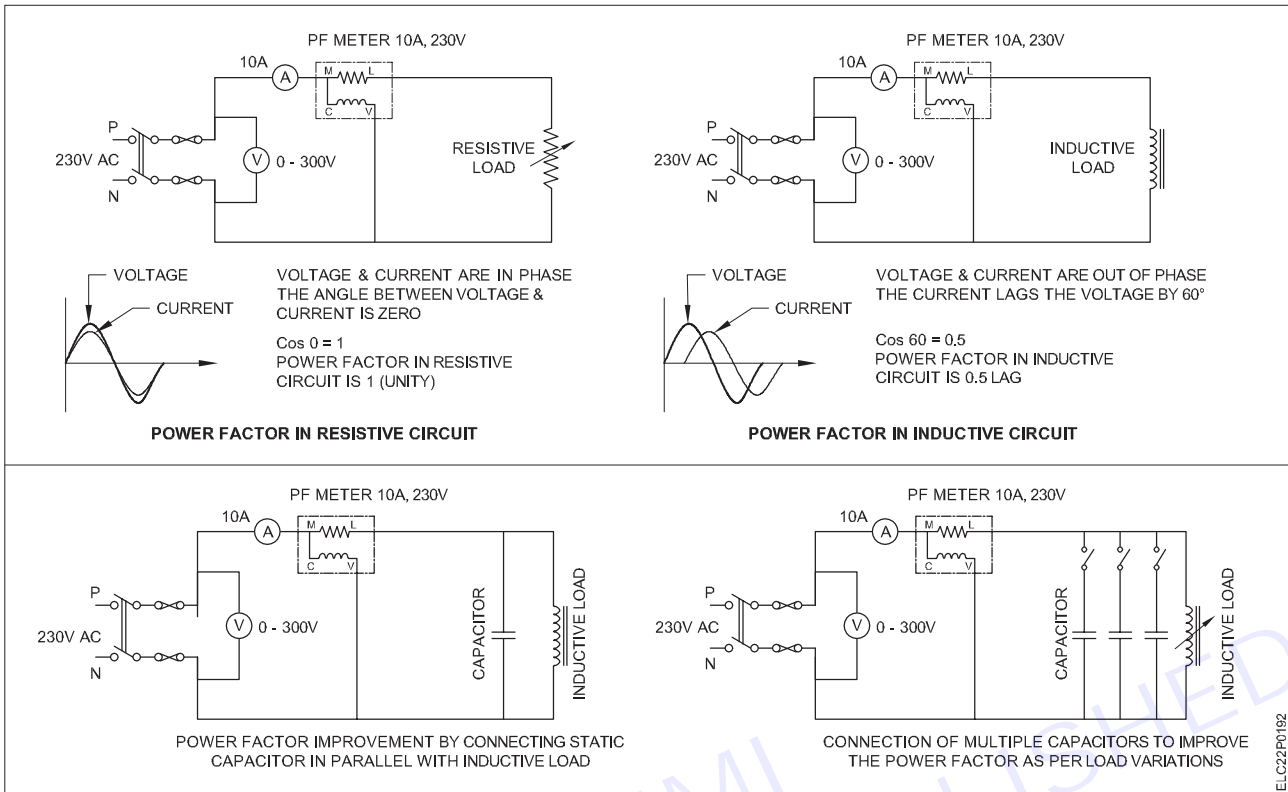 PF METER 10A, 230V
10A
A
M
L
C
V
P
230V AC
N
V
0 - 300V
RESISTIVE
LOAD
VOLTAGE
CURRENT
VOLTAGE & CURRENT ARE IN PHASE
THE ANGLE BETWEEN VOLTAGE &
CURRENT IS ZERO
Cos 0 = 1
POWER FACTOR IN RESISTIVE
CIRCUIT IS 1 (UNITY)
POWER FACTOR IN RESISTIVE CIRCUIT
PF METER 10A, 230V
10A
A
M
L
C
V
P
230V AC
N
V
0 - 300V
INDUCTIVE
LOAD
VOLTAGE
CURRENT
VOLTAGE & CURRENT ARE OUT OF PHASE
THE CURRENT LAGS THE VOLTAGE BY 60°
Cos 60 = 0.5
POWER FACTOR IN INDUCTIVE
CIRCUIT IS 0.5 LAG
POWER FACTOR IN INDUCTIVE CIRCUIT
PF METER 10A, 230V
10A
A
M
L
C
V
P
230V AC
N
V
0 - 300V
CAPACITOR
INDUCTIVE LOAD
POWER FACTOR IMPROVEMENT BY CONNECTING STATIC
CAPACITOR IN PARALLEL WITH INDUCTIVE LOAD
PF METER 10A, 230V
10A
A
M
L
C
V
P
230V AC
N
V
0 - 300V
CAPACITOR
INDUCTIVE LOAD
CONNECTION OF MULTIPLE CAPACITORS TO IMPROVE
THE POWER FACTOR AS PER LOAD VARIATIONS
ELC22P0192